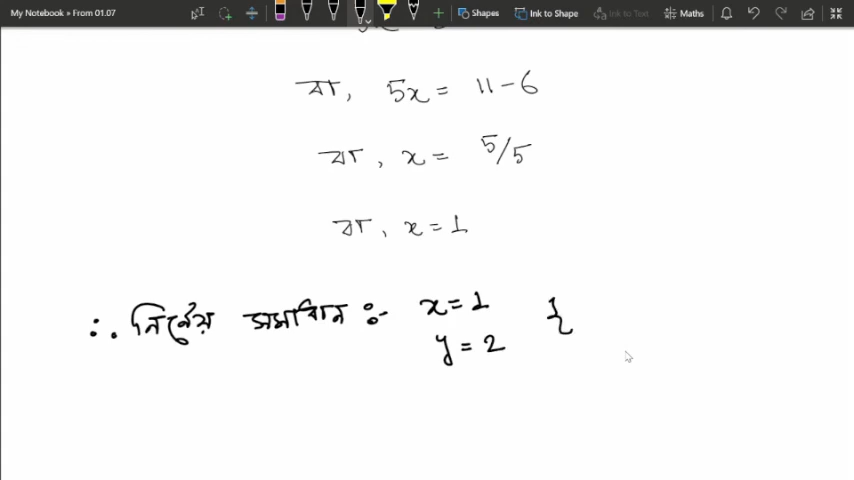 My Notebook » From 01.07
Shapes Ink to Shape Ink to Text Maths
বা, 5x = 11 - 6
বা, x = 5/5
বা, x = 1
∴ নির্ণেয় সমাধান :- x = 1 }
y = 2